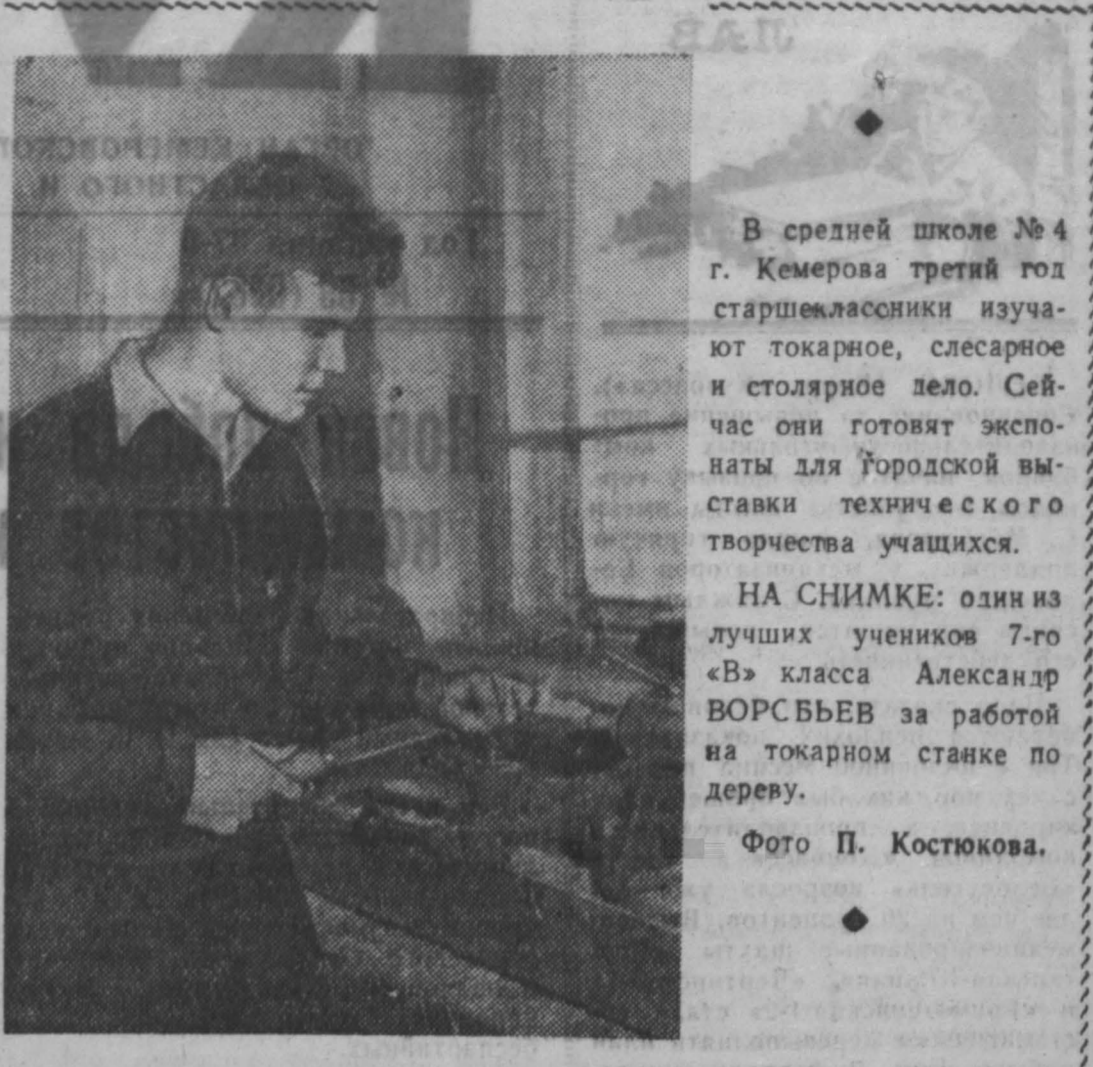 В средней школе № 4
г. Кемерова третий год
старшеклассники изуча-
ют токарное, слесарное
и столярное дело. Сей-
час они готовят экспо-
наты для городской вы-
ставки технического
творчества учащихся.
НА СНИМКЕ: один из
лучших учеников 7-го
«В» класса Александр
ВОРСБЬЕВ за работой
на токарном станке по
дереву.
Фото П. Костюкова.